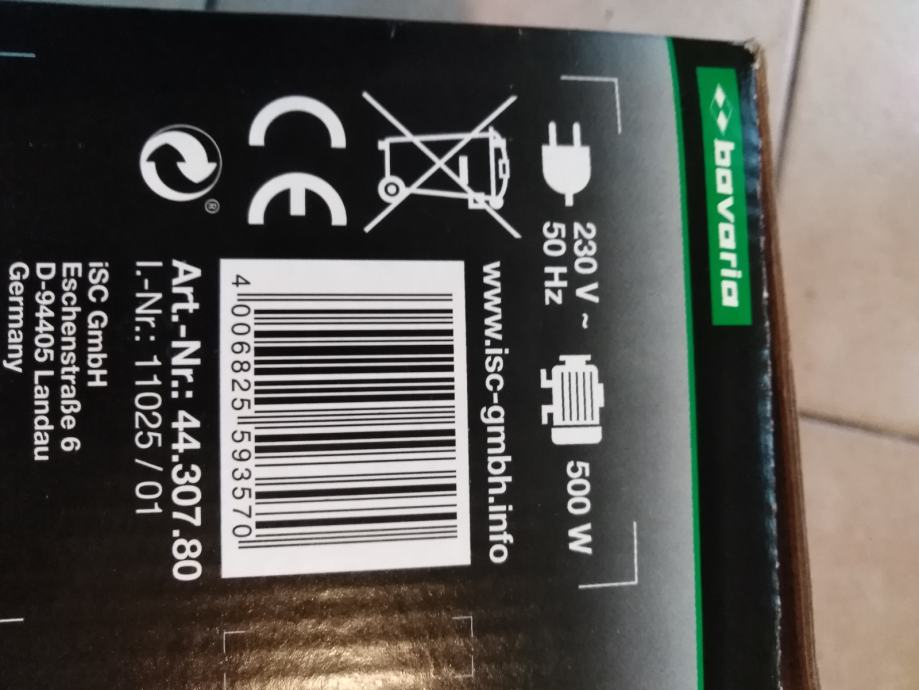 bavaria
230 V ~
50 Hz
500 W
www.isc-gmbh.info
4 006825 593570
Art.-Nr.: 44.307.80
I.-Nr.: 11025 / 01
iSC GmbH
Eschenstraße 6
D-94405 Landau
Germany
CE
®